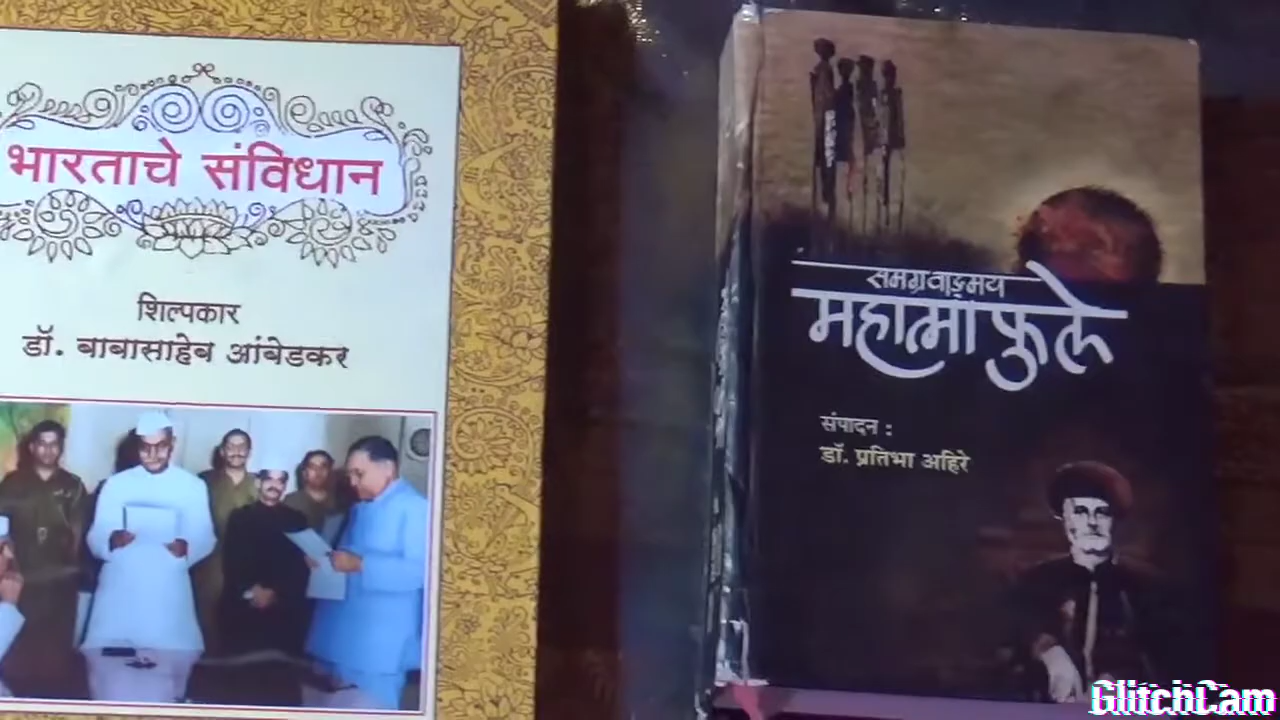 भारताचे संविधान
शिल्पकार
डॉ. बाबासाहेब आंबेडकर
समग्र वाङ्मय
महात्मा फुले
संपादन :
डॉ. प्रतिभा अहिरे
GlitchCam